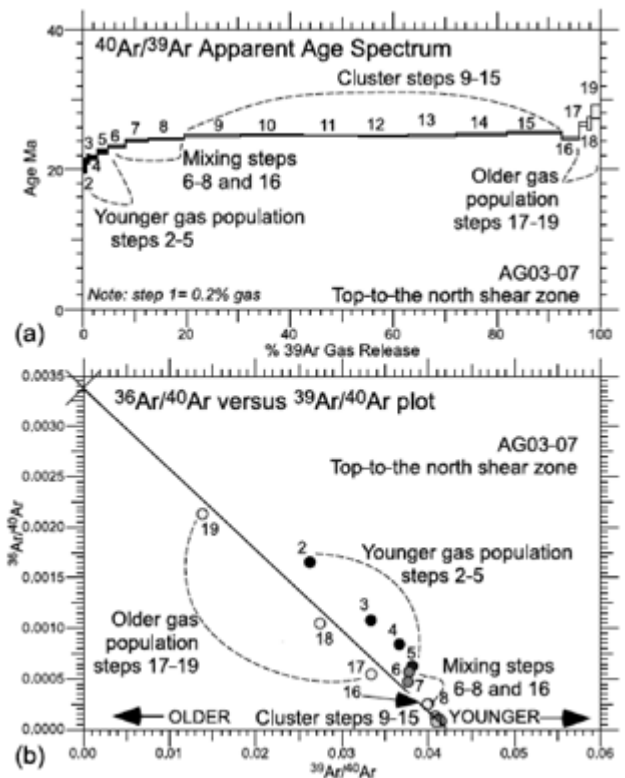 40Ar/39Ar Apparent Age Spectrum
Cluster steps 9-15
40
20
0
Age Ma
2
3
4
5
6
7
8
9
10
11
12
13
14
15
16
17
18
19
Mixing steps
6-8 and 16
Younger gas population
steps 2-5
Older gas
population
steps 17-19
AG03-07
Top-to-the north shear zone
Note: step 1= 0.2% gas
(a)
0
20
40
60
80
100
% 39Ar Gas Release
0.0035
0.0030
0.0025
0.0020
0.0015
0.0010
0.0005
0.0000
36Ar/40Ar
36Ar/40Ar versus 39Ar/40Ar plot
AG03-07
Top-to-the north shear zone
2
Younger gas population
steps 2-5
19
3
4
18
5
Older gas
population
steps 17-19
17
6
7
8
16
Mixing steps
6-8 and 16
Cluster steps 9-15
OLDER
YOUNGER
(b)
0.00
0.01
0.02
0.03
0.04
0.05
0.06
39Ar/40Ar